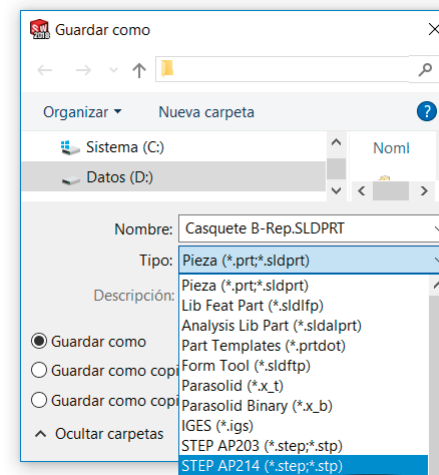 SW
2018
Guardar como
Organizar
Nueva carpeta
?
Sistema (C:)
Datos (D:)
Noml
Nombre: Casquete B-Rep.SLDPRT
Tipo: Pieza (*.prt;*.sldprt)
Descripción:
Pieza (*.prt;*.sldprt)
Lib Feat Part (*.sldlfp)
Analysis Lib Part (*.sldalprt)
Part Templates (*.prtdot)
Form Tool (*.sldftp)
Parasolid (*.x_t)
Parasolid Binary (*.x_b)
IGES (*.igs)
STEP AP203 (*.step;*.stp)
STEP AP214 (*.step;*.stp)
Guardar como
Guardar como copi
Guardar como copi
Ocultar carpetas